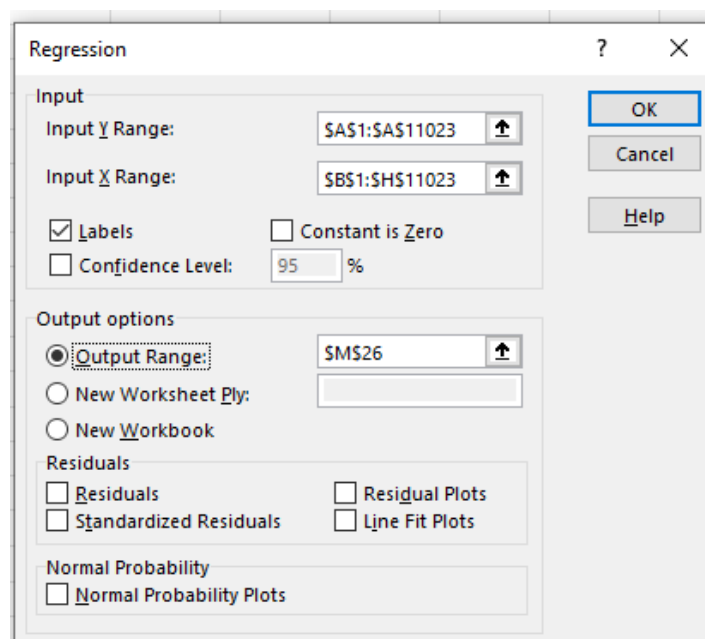 Regression ? ×
Input
Input Y Range: $A$1:$A$11023
Input X Range: $B$1:$H$11023
Labels Constant is Zero
Confidence Level: 95 %
OK
Cancel
Help
Output options
Output Range: $M$26
New Worksheet Ply:
New Workbook
Residuals
Residuals Residual Plots
Standardized Residuals Line Fit Plots
Normal Probability
Normal Probability Plots